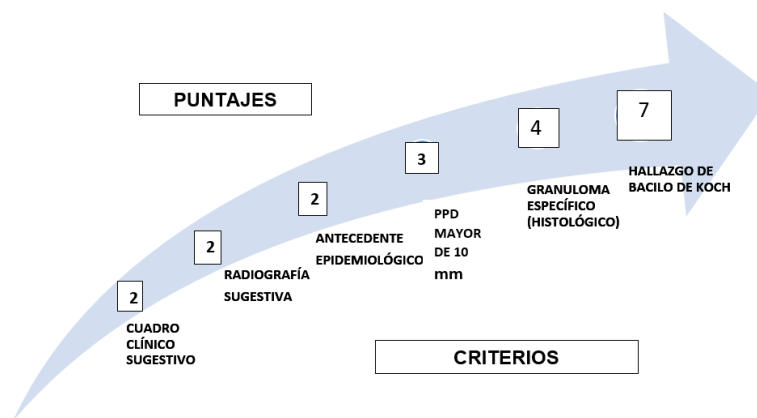 PUNTAJES
7
4
3
2
2
2
HALLAZGO DE
BACILO DE KOCH
GRANULOMA
ESPECÍFICO
(HISTOLÓGICO)
PPD
MAYOR
DE 10
mm
ANTECEDENTE
EPIDEMIOLÓGICO
RADIOGRAFÍA
SUGESTIVA
CUADRO
CLÍNICO
SUGESTIVO
CRITERIOS